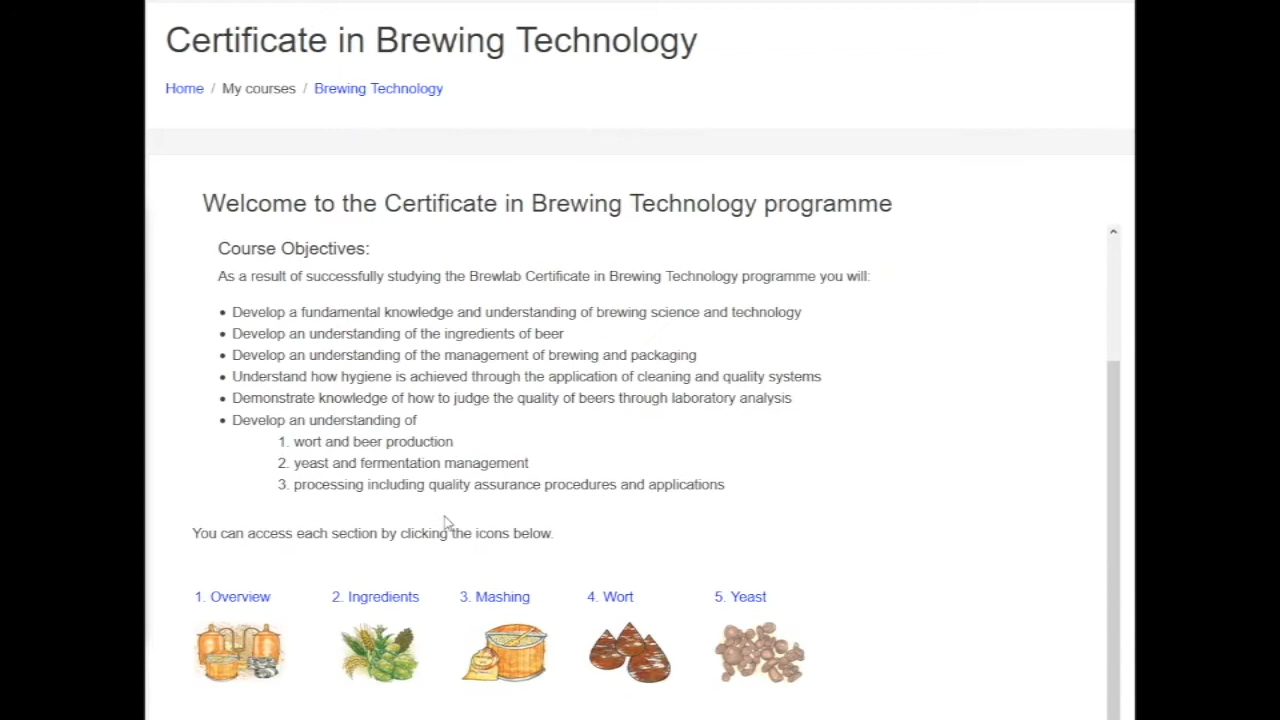 Certificate in Brewing Technology
Home / My courses / Brewing Technology
Welcome to the Certificate in Brewing Technology programme
Course Objectives:
As a result of successfully studying the Brewlab Certificate in Brewing Technology programme you will:
• Develop a fundamental knowledge and understanding of brewing science and technology
• Develop an understanding of the ingredients of beer
• Develop an understanding of the management of brewing and packaging
• Understand how hygiene is achieved through the application of cleaning and quality systems
• Demonstrate knowledge of how to judge the quality of beers through laboratory analysis
• Develop an understanding of
1. wort and beer production
2. yeast and fermentation management
3. processing including quality assurance procedures and applications
You can access each section by clicking the icons below.
1. Overview 2. Ingredients 3. Mashing 4. Wort 5. Yeast